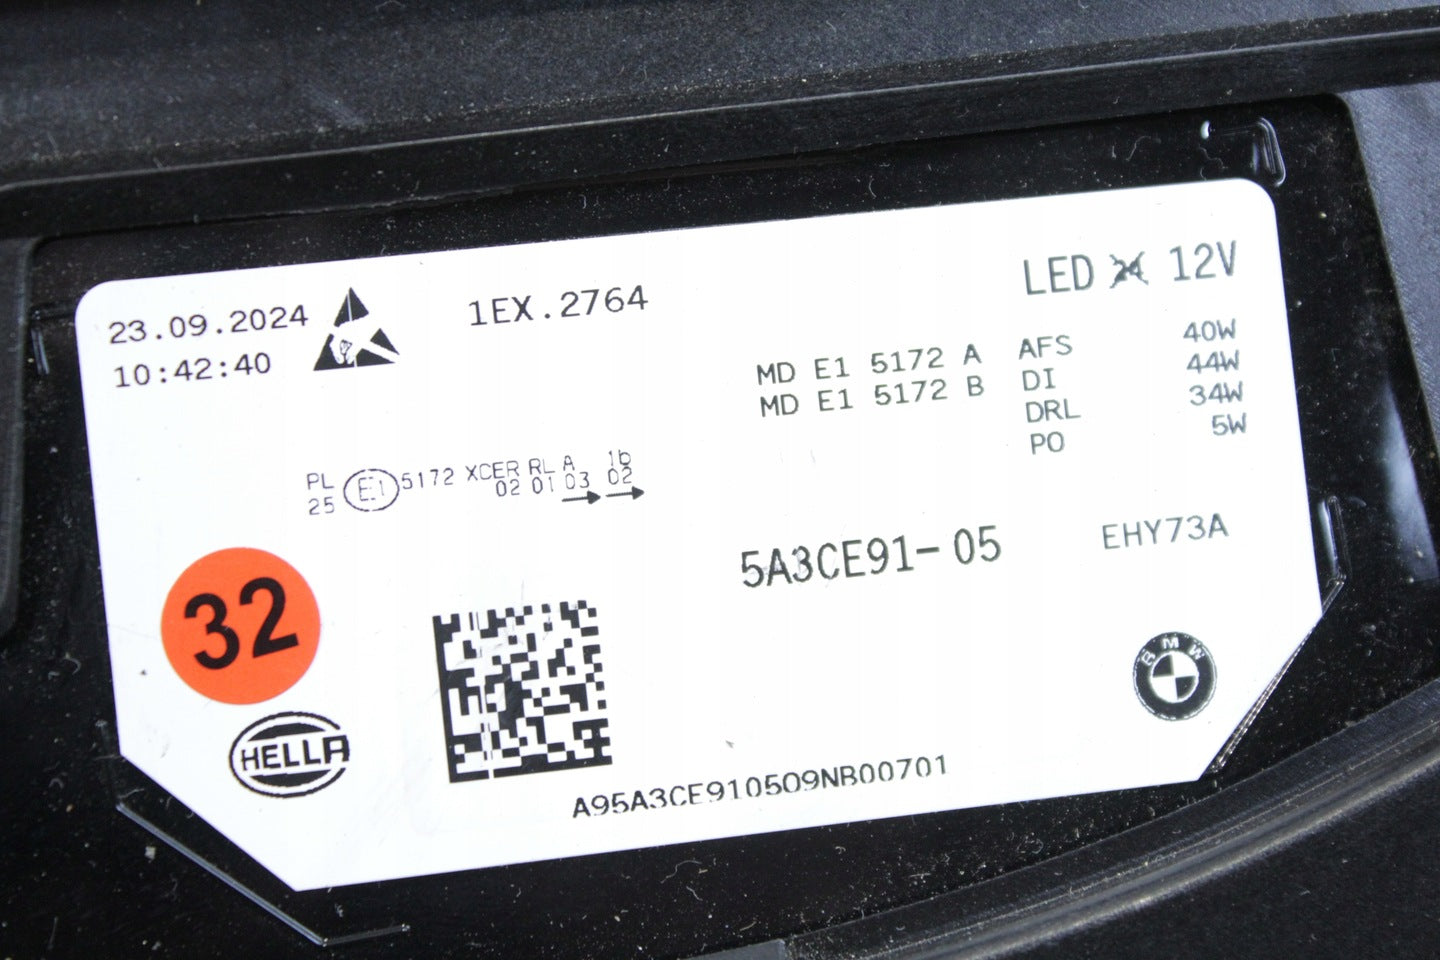 23.09.2024
10:42:40
1EX.2764
LED 24 12V
MD E1 5172 A AFS 40W
MD E1 5172 B DI 44W
DRL 34W
PO 5W
PL E1 5172 XCER RL A 1b
25 02 01 03 02
5A3CE91-05
EHY73A
32
HELLA
BMW
A95A3CE910509NB00701